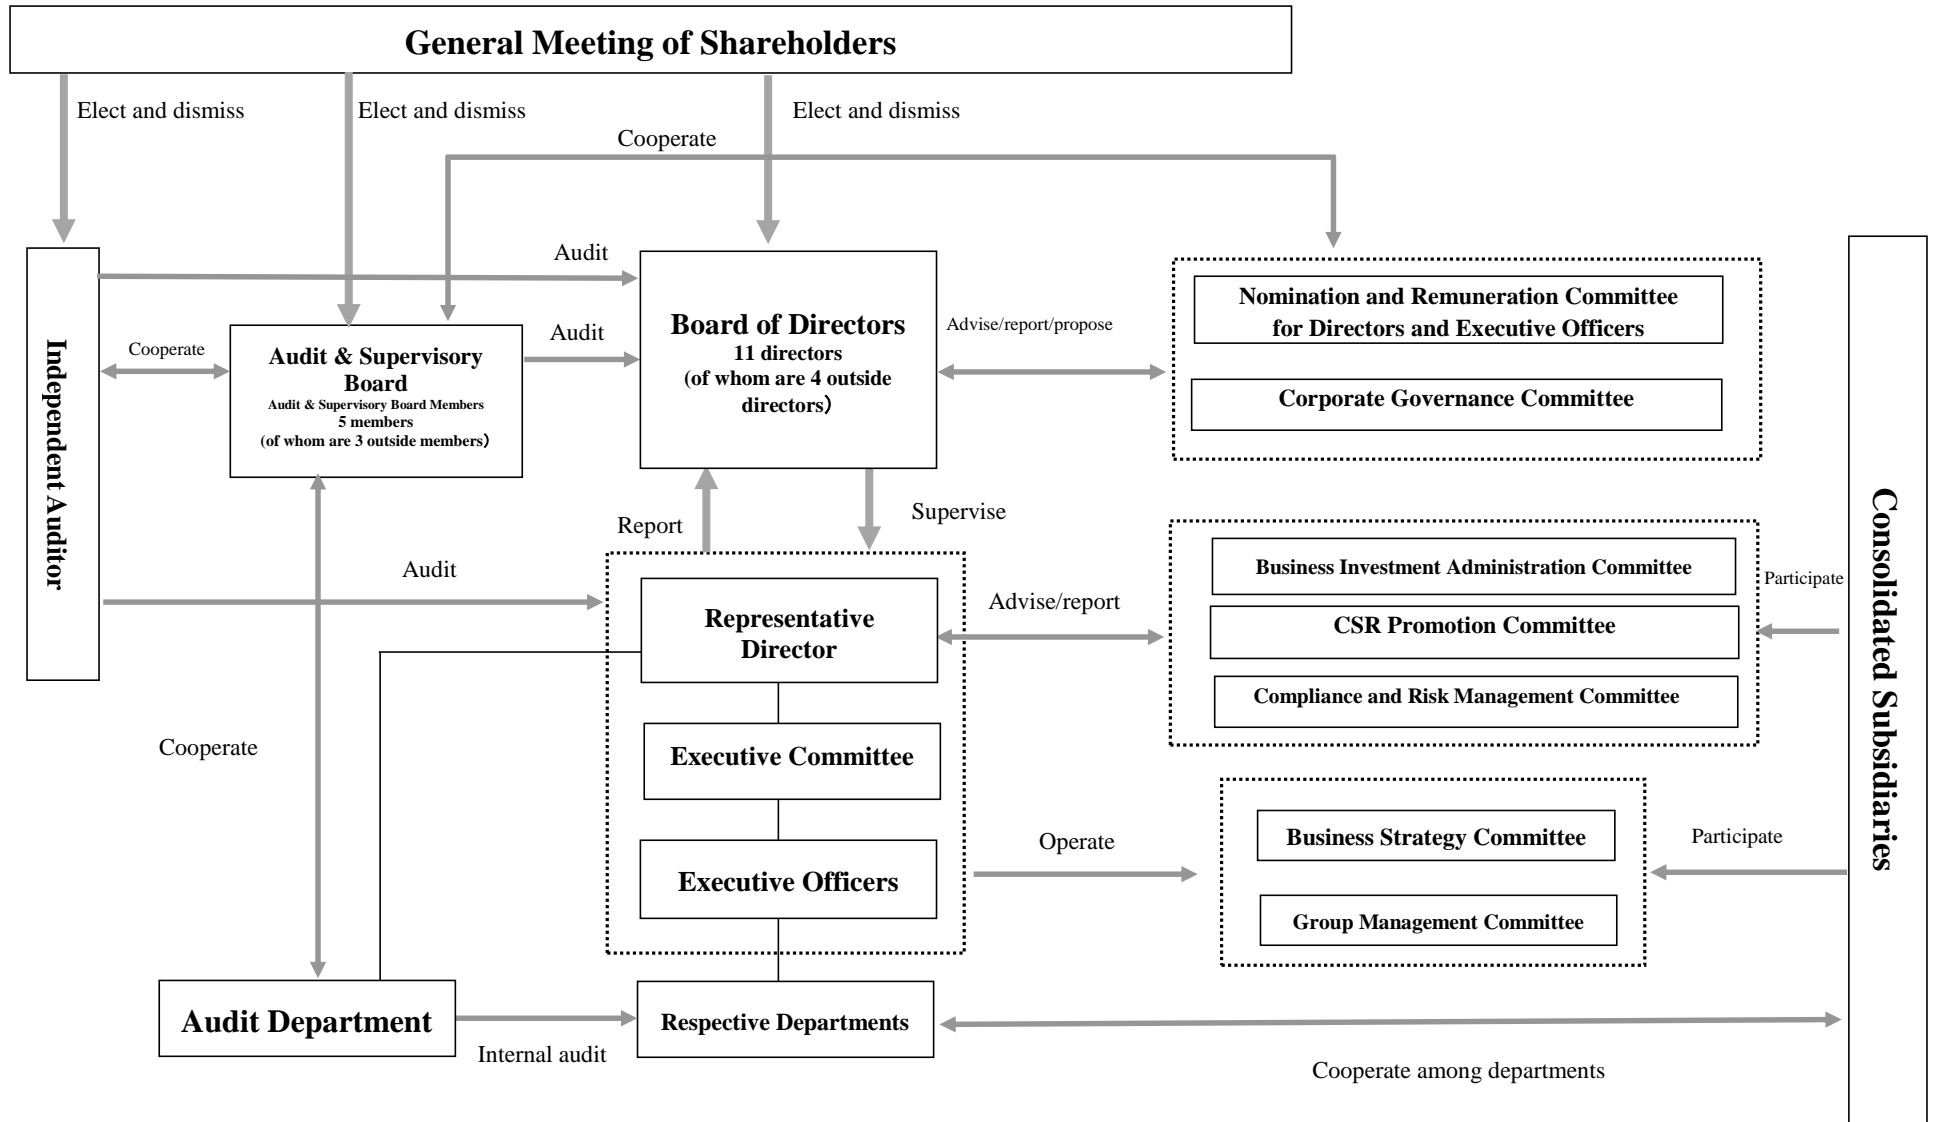 General Meeting of Shareholders
Elect and dismiss
Elect and dismiss
Elect and dismiss
Cooperate
Independent Auditor
Audit
Cooperate
Audit & Supervisory
Board
Audit & Supervisory Board Members
5 members
(of whom are 3 outside members)
Audit
Board of Directors
11 directors
(of whom are 4 outside
directors)
Advise/report/propose
Nomination and Remuneration Committee
for Directors and Executive Officers
Corporate Governance Committee
Consolidated Subsidiaries
Report
Supervise
Audit
Representative
Director
Advise/report
Business Investment Administration Committee
CSR Promotion Committee
Compliance and Risk Management Committee
Participate
Cooperate
Executive Committee
Executive Officers
Operate
Business Strategy Committee
Group Management Committee
Participate
Audit Department
Internal audit
Respective Departments
Cooperate among departments